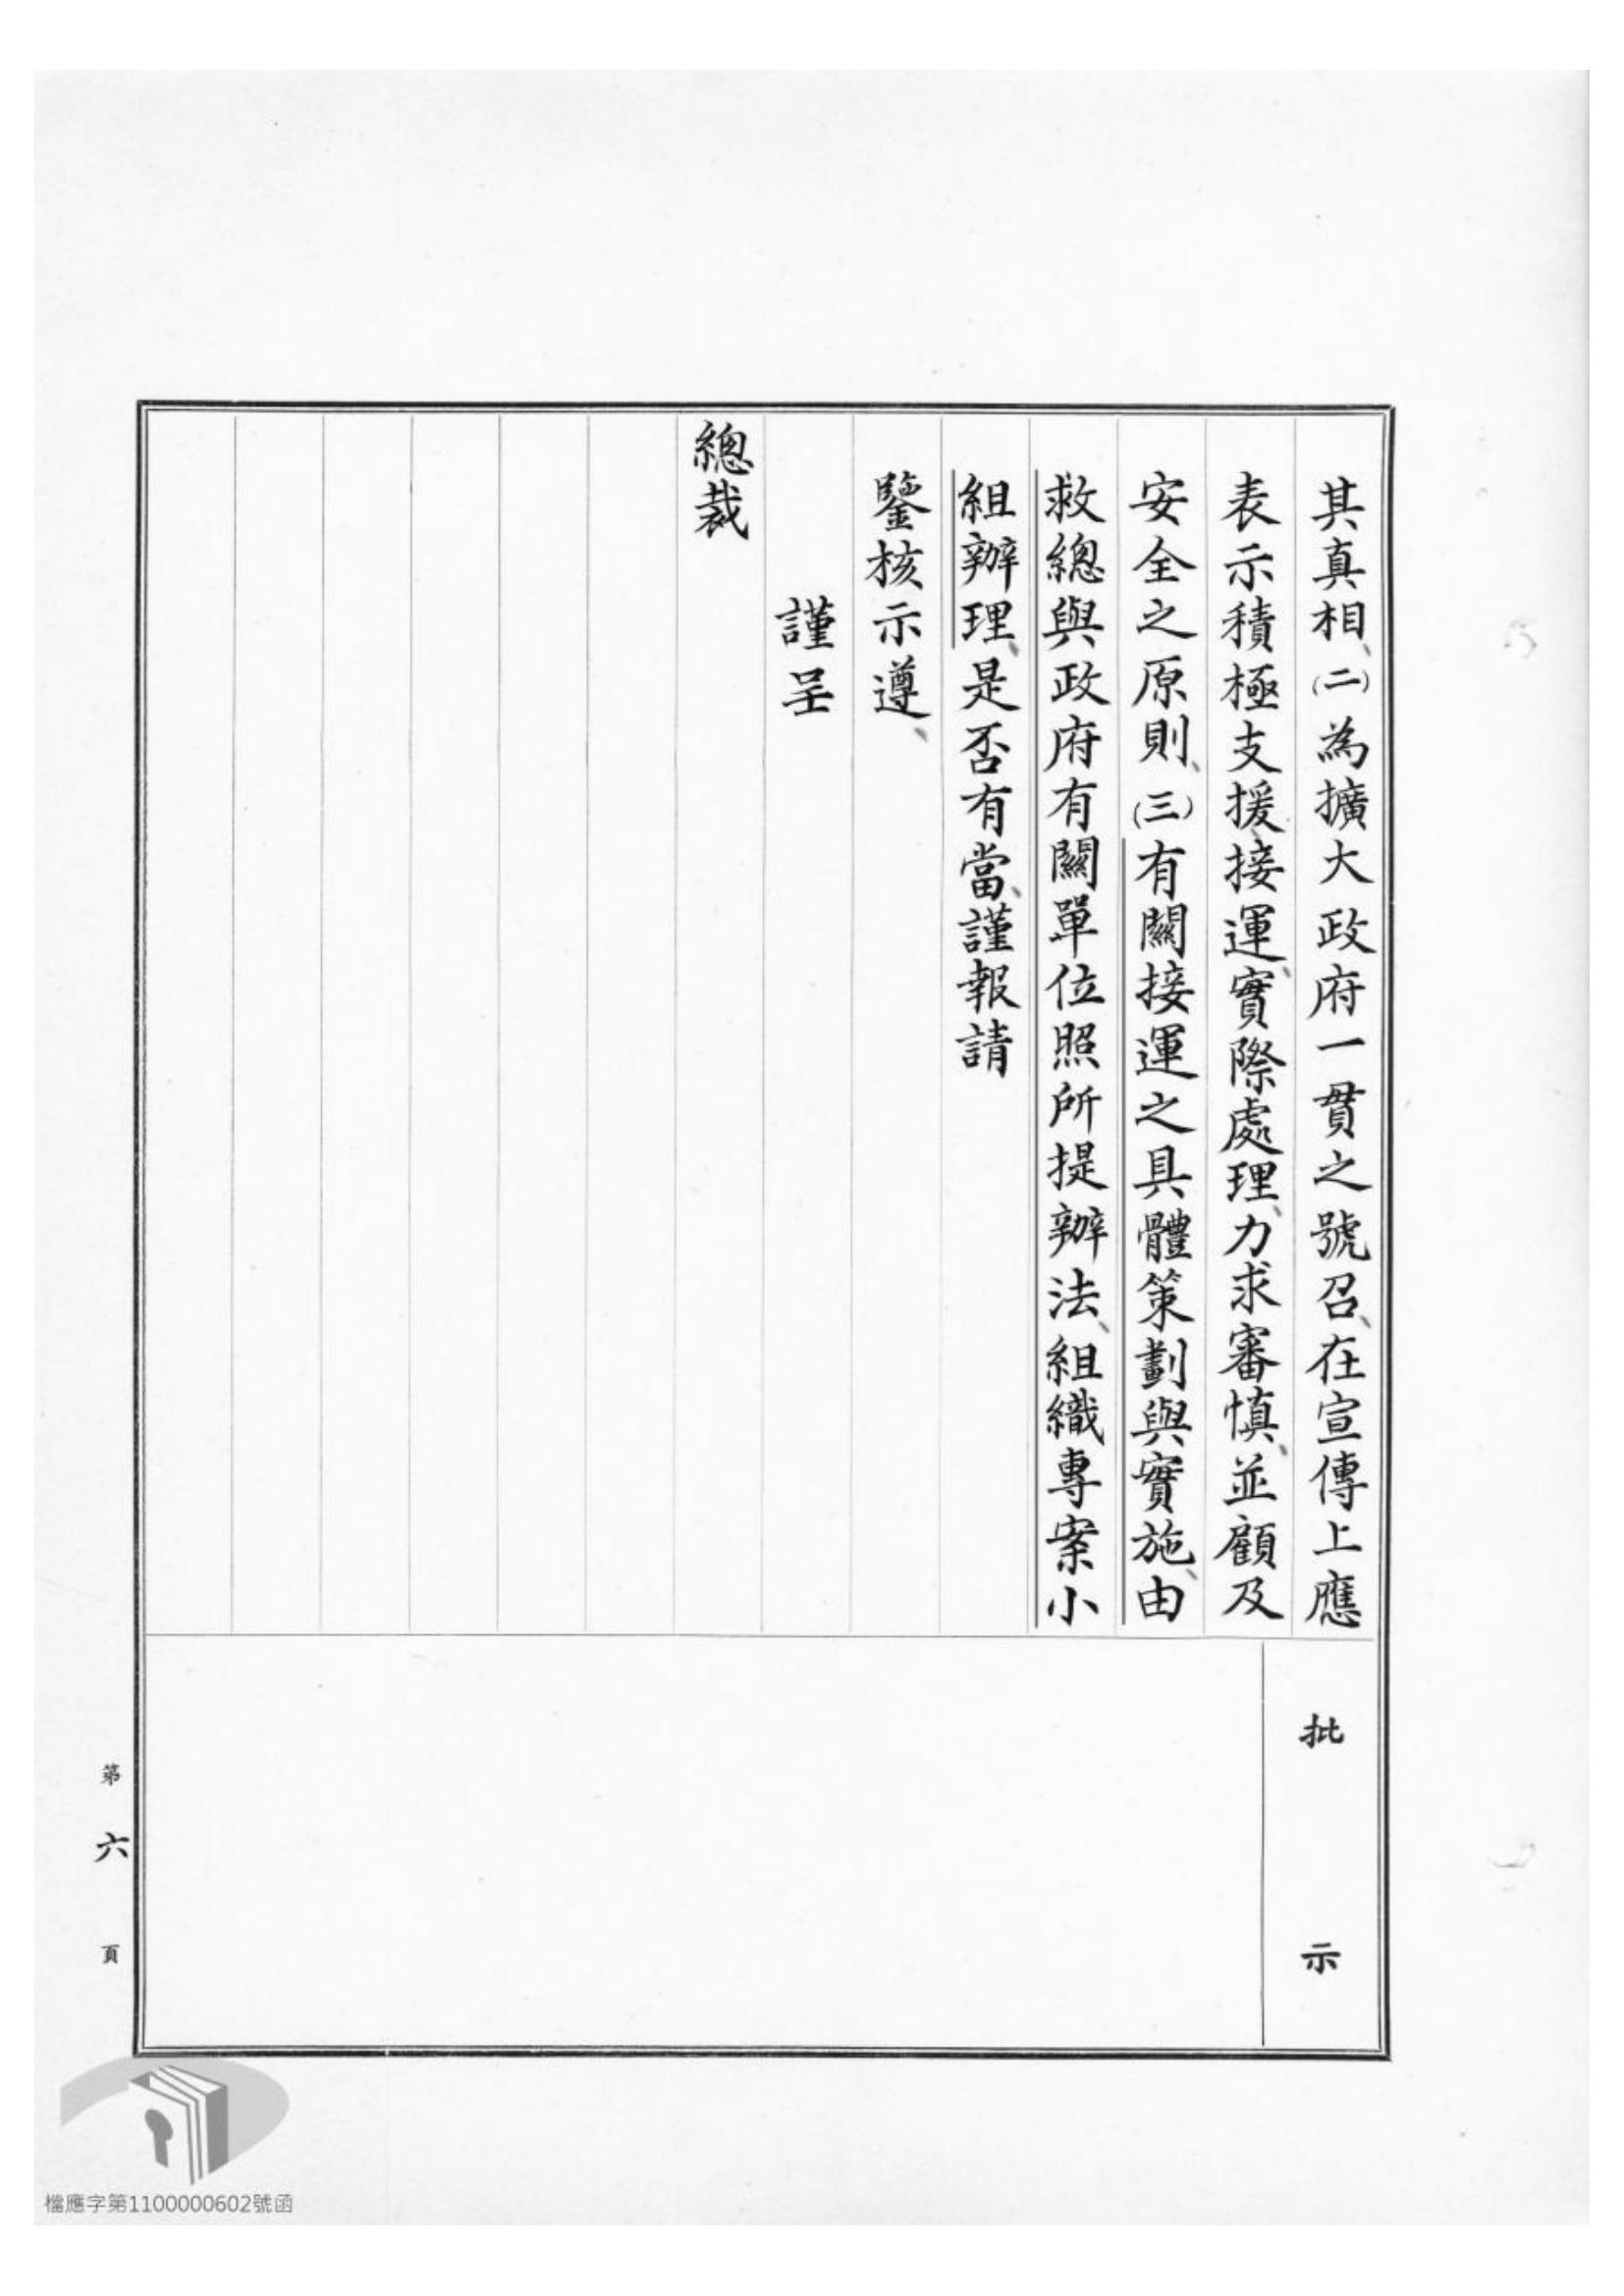 其真相、(二)為擴大政府一貫之號召、在宣傳上應
表示積極支援、接運、實際處理、力求審慎、並顧及
安全之原則、(三)有關接運之具體策劃與實施、由
救總與政府有關單位照所提辦法、組織專案小
組辦理、是否有當、謹報請
鑒核示遵、
謹呈
總裁
批示
第六頁
檔應字第1100000602號函